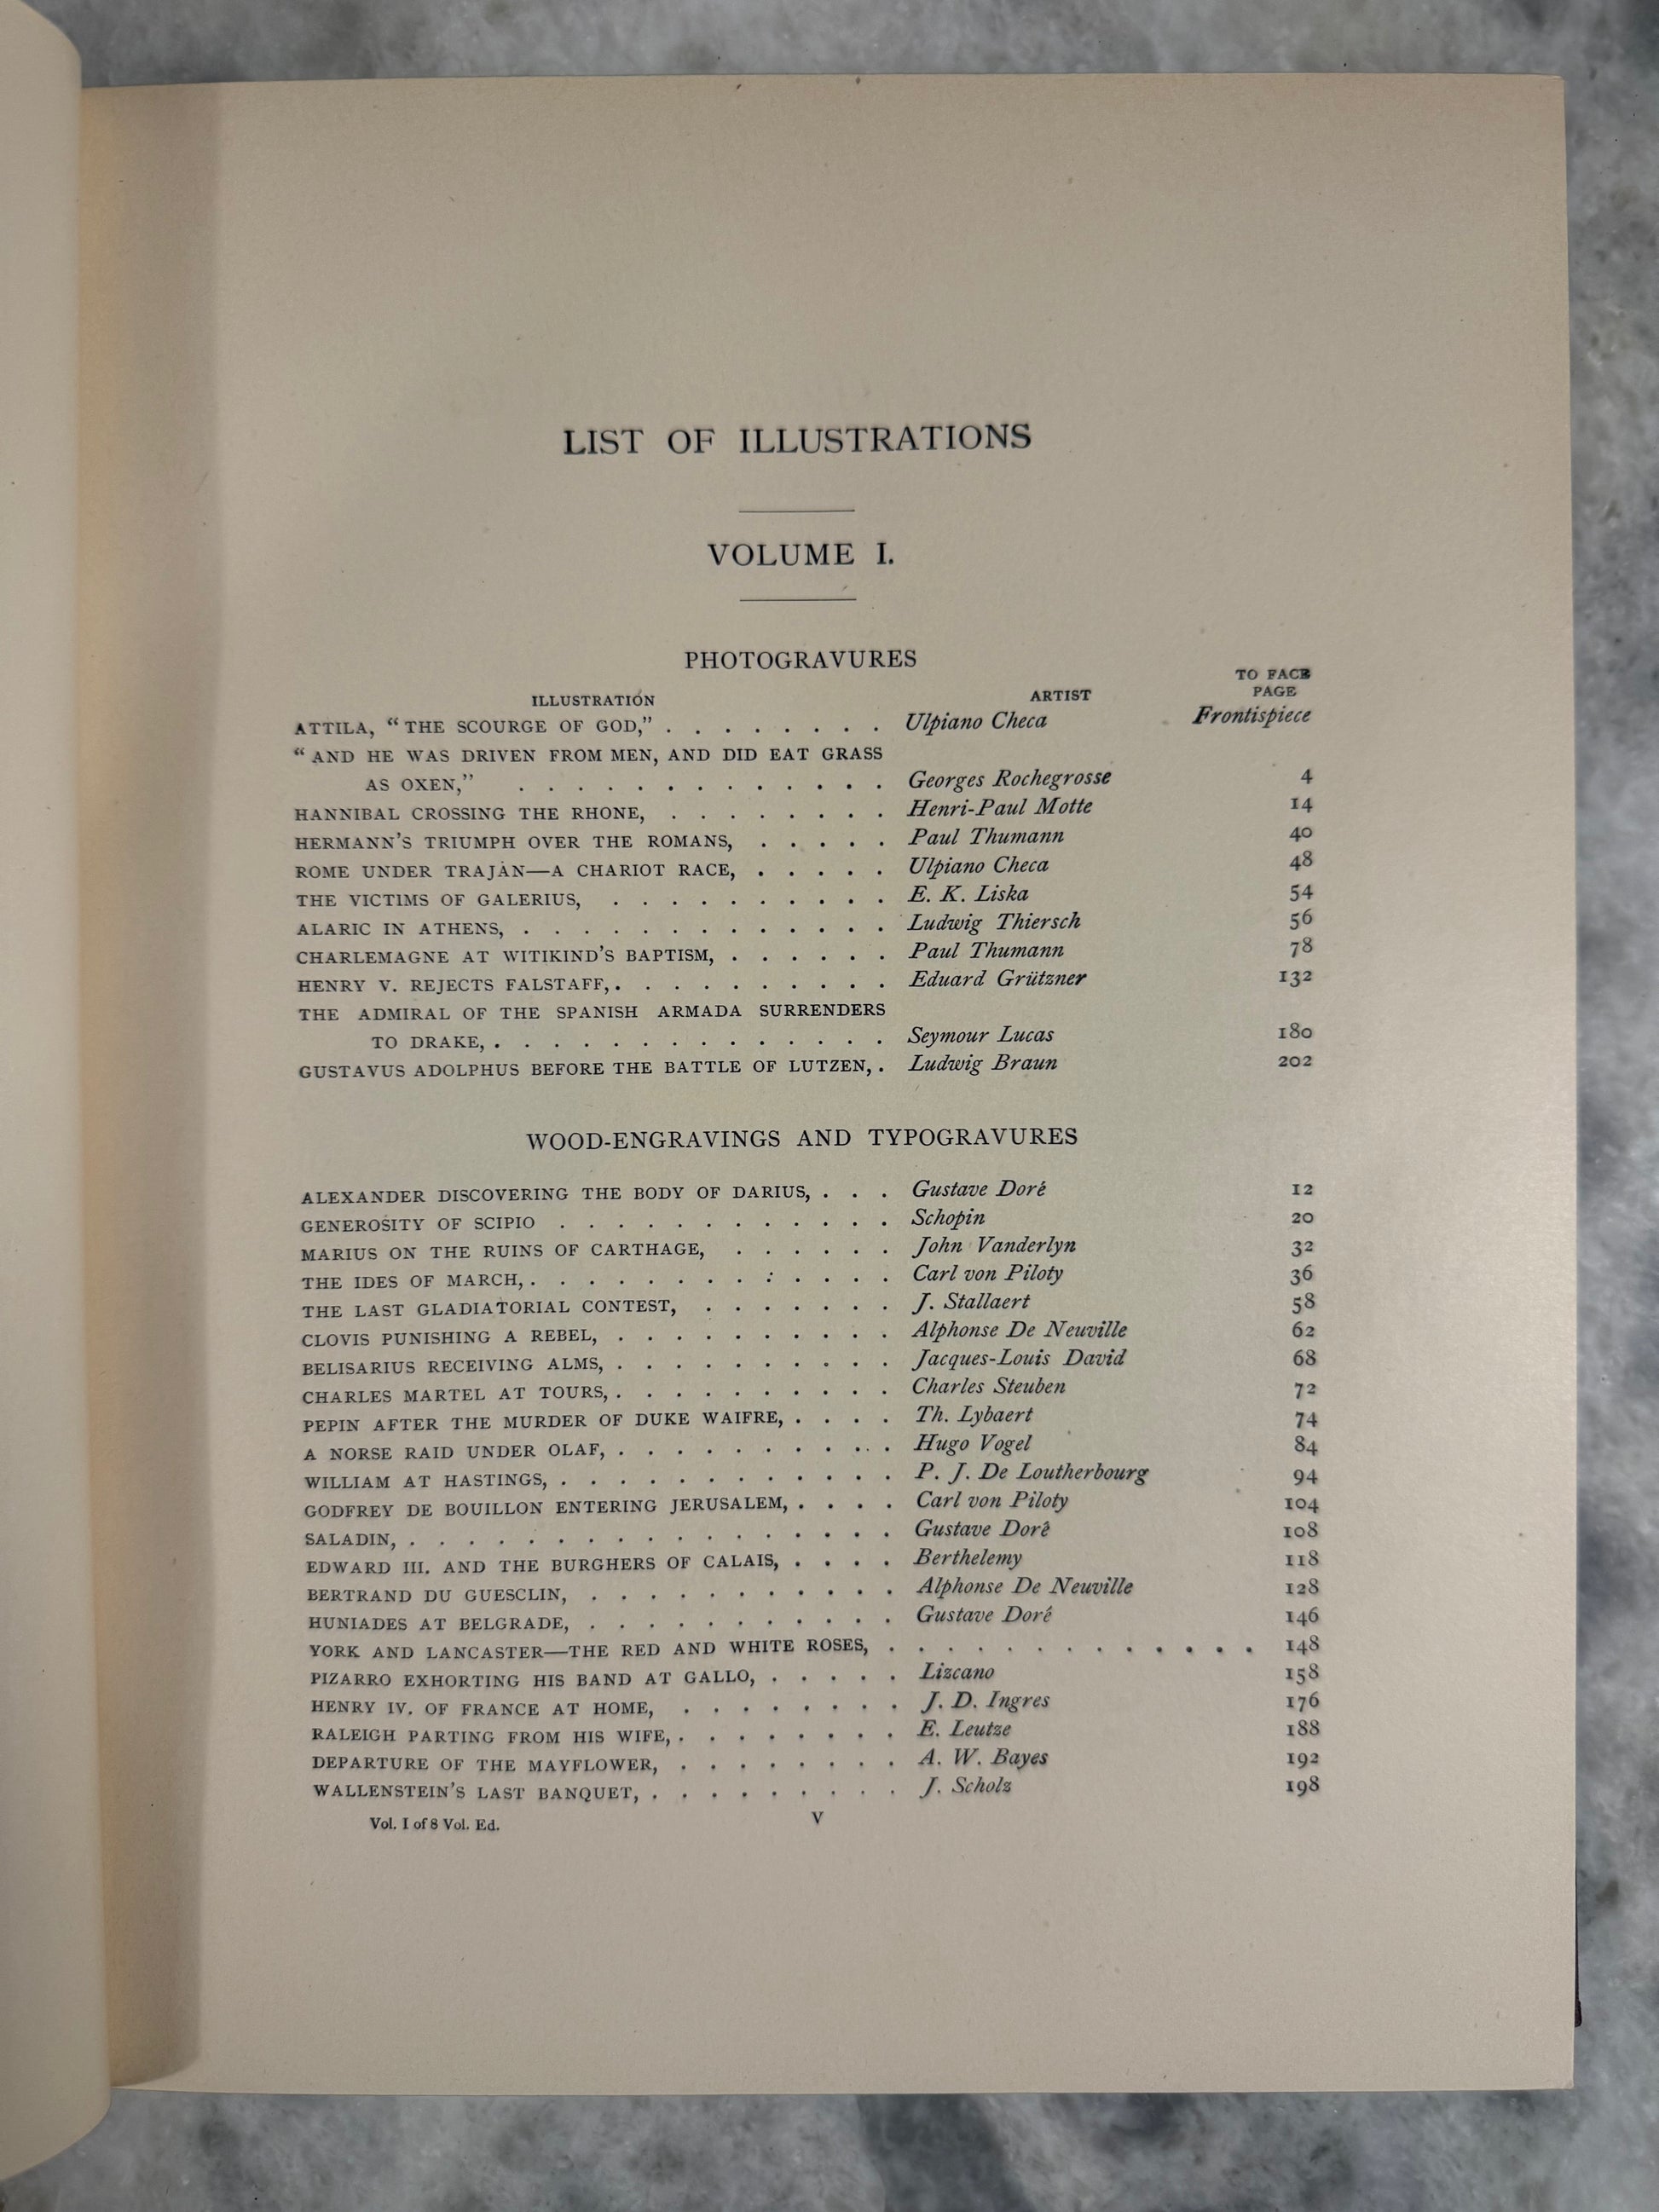 LIST OF ILLUSTRATIONS
VOLUME I.
PHOTOGRAVURES
TO FACE
ILLUSTRATION ARTIST PAGE
ATTILA, “THE SCOURGE OF GOD,” . . . . . . . . Ulpiano Checa Frontispiece
“AND HE WAS DRIVEN FROM MEN, AND DID EAT GRASS
AS OXEN,” . . . . . . . . . . . . . Georges Rochegrosse 4
HANNIBAL CROSSING THE RHONE, . . . . . . . . Henri-Paul Motte 14
HERMANN'S TRIUMPH OVER THE ROMANS, . . . . . Paul Thumann 40
ROME UNDER TRAJAN—A CHARIOT RACE, . . . . . Ulpiano Checa 48
THE VICTIMS OF GALERIUS, . . . . . . . . . . E. K. Liska 54
ALARIC IN ATHENS, . . . . . . . . . . . . . Ludwig Thiersch 56
CHARLEMAGNE AT WITIKIND'S BAPTISM, . . . . . . Paul Thumann 78
HENRY V. REJECTS FALSTAFF, . . . . . . . . . . Eduard Grützner 132
THE ADMIRAL OF THE SPANISH ARMADA SURRENDERS
TO DRAKE, . . . . . . . . . . . . . . Seymour Lucas 180
GUSTAVUS ADOLPHUS BEFORE THE BATTLE OF LUTZEN, . Ludwig Braun 202
WOOD-ENGRAVINGS AND TYPOGRAVURES
ALEXANDER DISCOVERING THE BODY OF DARIUS, . . . Gustave Doré 12
GENEROSITY OF SCIPIO . . . . . . . . . . . . Schopin 20
MARIUS ON THE RUINS OF CARTHAGE, . . . . . . John Vanderlyn 32
THE IDES OF MARCH, . . . . . . . . . . . . . Carl von Piloty 36
THE LAST GLADIATORIAL CONTEST, . . . . . . . J. Stallaert 58
CLOVIS PUNISHING A REBEL, . . . . . . . . . . Alphonse De Neuville 62
BELISARIUS RECEIVING ALMS, . . . . . . . . . . Jacques-Louis David 68
CHARLES MARTEL AT TOURS, . . . . . . . . . . Charles Steuben 72
PEPIN AFTER THE MURDER OF DUKE WAIFRE, . . . . Th. Lybaert 74
A NORSE RAID UNDER OLAF, . . . . . . . . . . Hugo Vogel 84
WILLIAM AT HASTINGS, . . . . . . . . . . . . P. J. De Loutherbourg 94
GODFREY DE BOUILLON ENTERING JERUSALEM, . . . . Carl von Piloty 104
SALADIN, . . . . . . . . . . . . . . . . . Gustave Doré 108
EDWARD III. AND THE BURGHERS OF CALAIS, . . . . Berthelemy 118
BERTRAND DU GUESCLIN, . . . . . . . . . . . Alphonse De Neuville 128
HUNIADES AT BELGRADE, . . . . . . . . . . . Gustave Doré 146
YORK AND LANCASTER—THE RED AND WHITE ROSES, . . . . . . . . . . . . . 148
PIZARRO EXHORTING HIS BAND AT GALLO, . . . . . Lizcano 158
HENRY IV. OF FRANCE AT HOME, . . . . . . . . J. D. Ingres 176
RALEIGH PARTING FROM HIS WIFE, . . . . . . . . E. Leutze 188
DEPARTURE OF THE MAYFLOWER, . . . . . . . . A. W. Bayes 192
WALLENSTEIN'S LAST BANQUET, . . . . . . . . . J. Scholz 198
Vol. I of 8 Vol. Ed. V